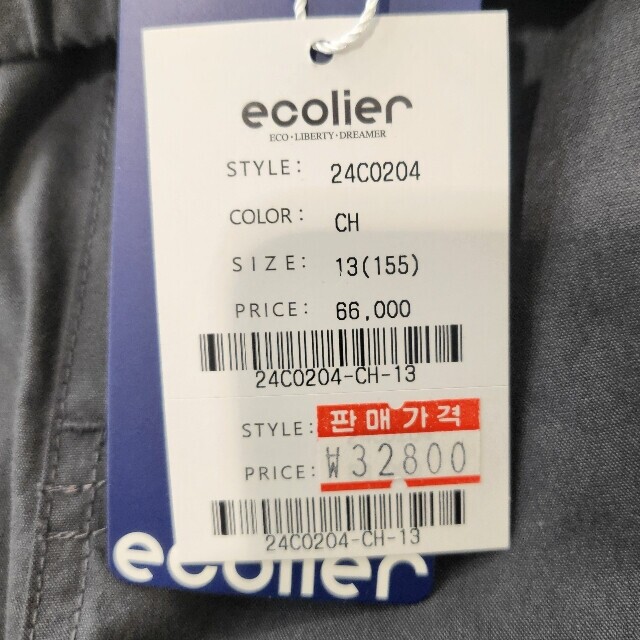 ecolier
ECO·LIBERTY·DREAMER
STYLE: 24C0204
COLOR: CH
SIZE: 13(155)
PRICE: 66,000
24C0204-CH-13
STYLE: 판매가격
PRICE: ₩32800
24C0204-CH-13
ecolier